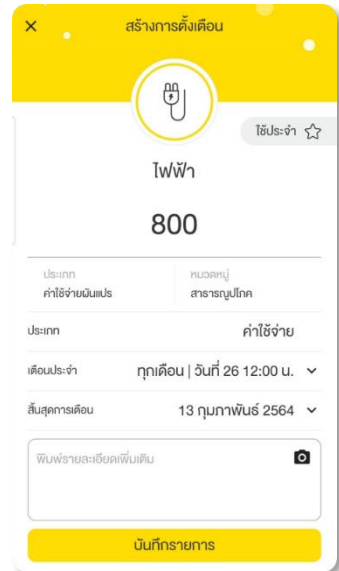 สร้างการตั้งเตือน
ใช้ประจำ
ไฟฟ้า
800
ประเภท หมวดหมู่
ค่าใช้จ่ายผันแปร สาธารณูปโภค
ประเภท ค่าใช้จ่าย
เตือนประจำ ทุกเดือน | วันที่ 26 12:00 น.
สิ้นสุดการเตือน 13 กุมภาพันธ์ 2564
พิมพ์รายละเอียดเพิ่มเติม
บันทึกรายการ